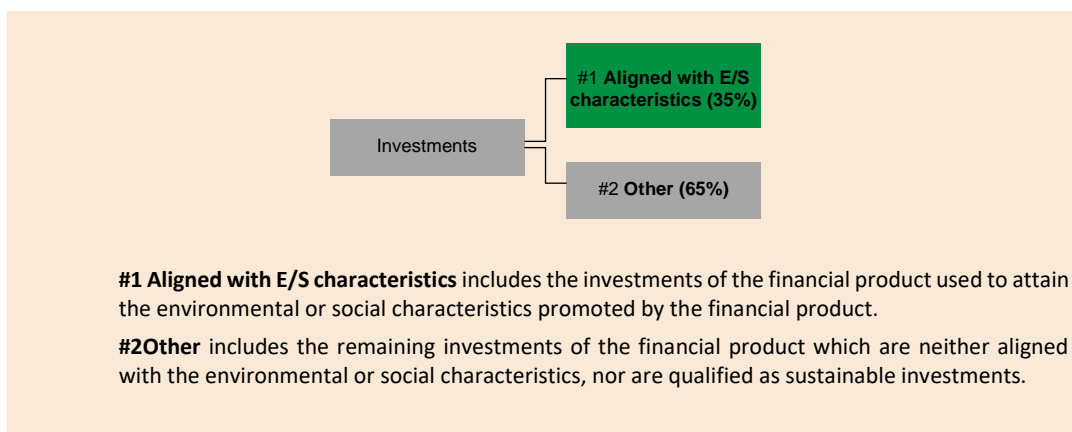 #1 Aligned with E/S
characteristics (35%)
Investments
#2 Other (65%)
#1 Aligned with E/S characteristics includes the investments of the financial product used to attain
the environmental or social characteristics promoted by the financial product.
#2Other includes the remaining investments of the financial product which are neither aligned
with the environmental or social characteristics, nor are qualified as sustainable investments.